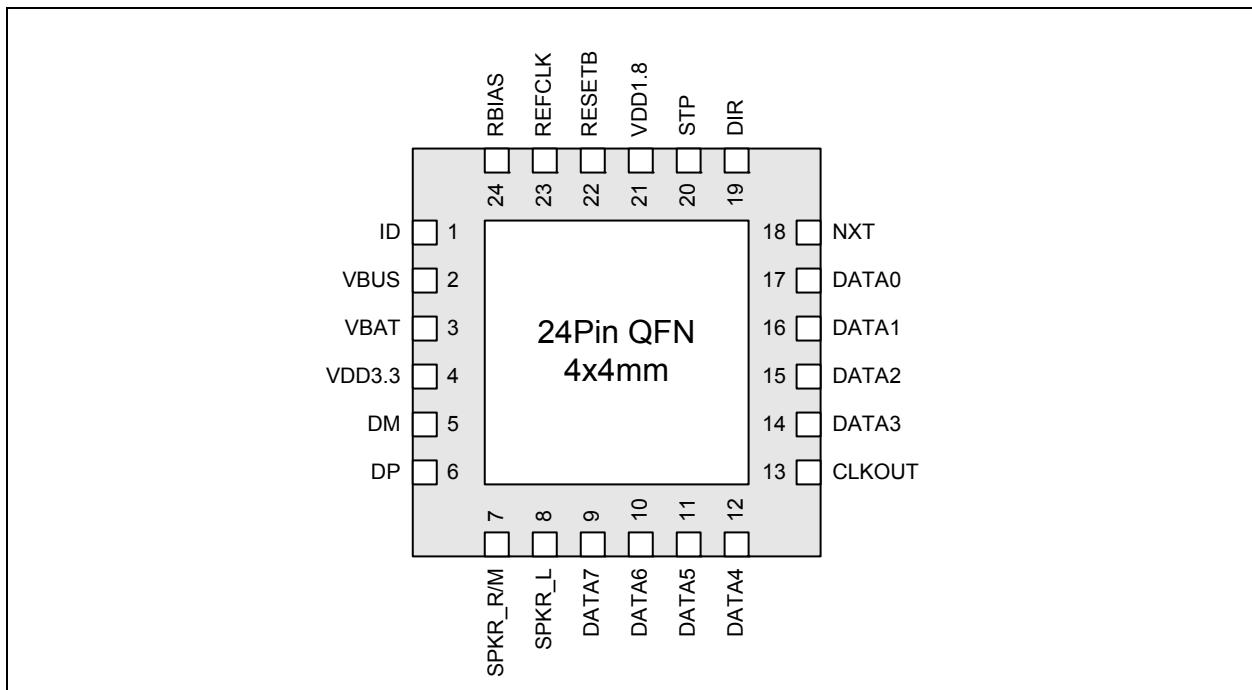 RBIAS
REFCLK
RESETB
VDD1.8
STP
DIR
24
23
22
21
20
19
ID 1
VBUS 2
VBAT 3
VDD3.3 4
DM 5
DP 6
24Pin QFN
4x4mm
18 NXT
17 DATA0
16 DATA1
15 DATA2
14 DATA3
13 CLKOUT
7
8
9
10
11
12
SPKR_R/M
SPKR_L
DATA7
DATA6
DATA5
DATA4